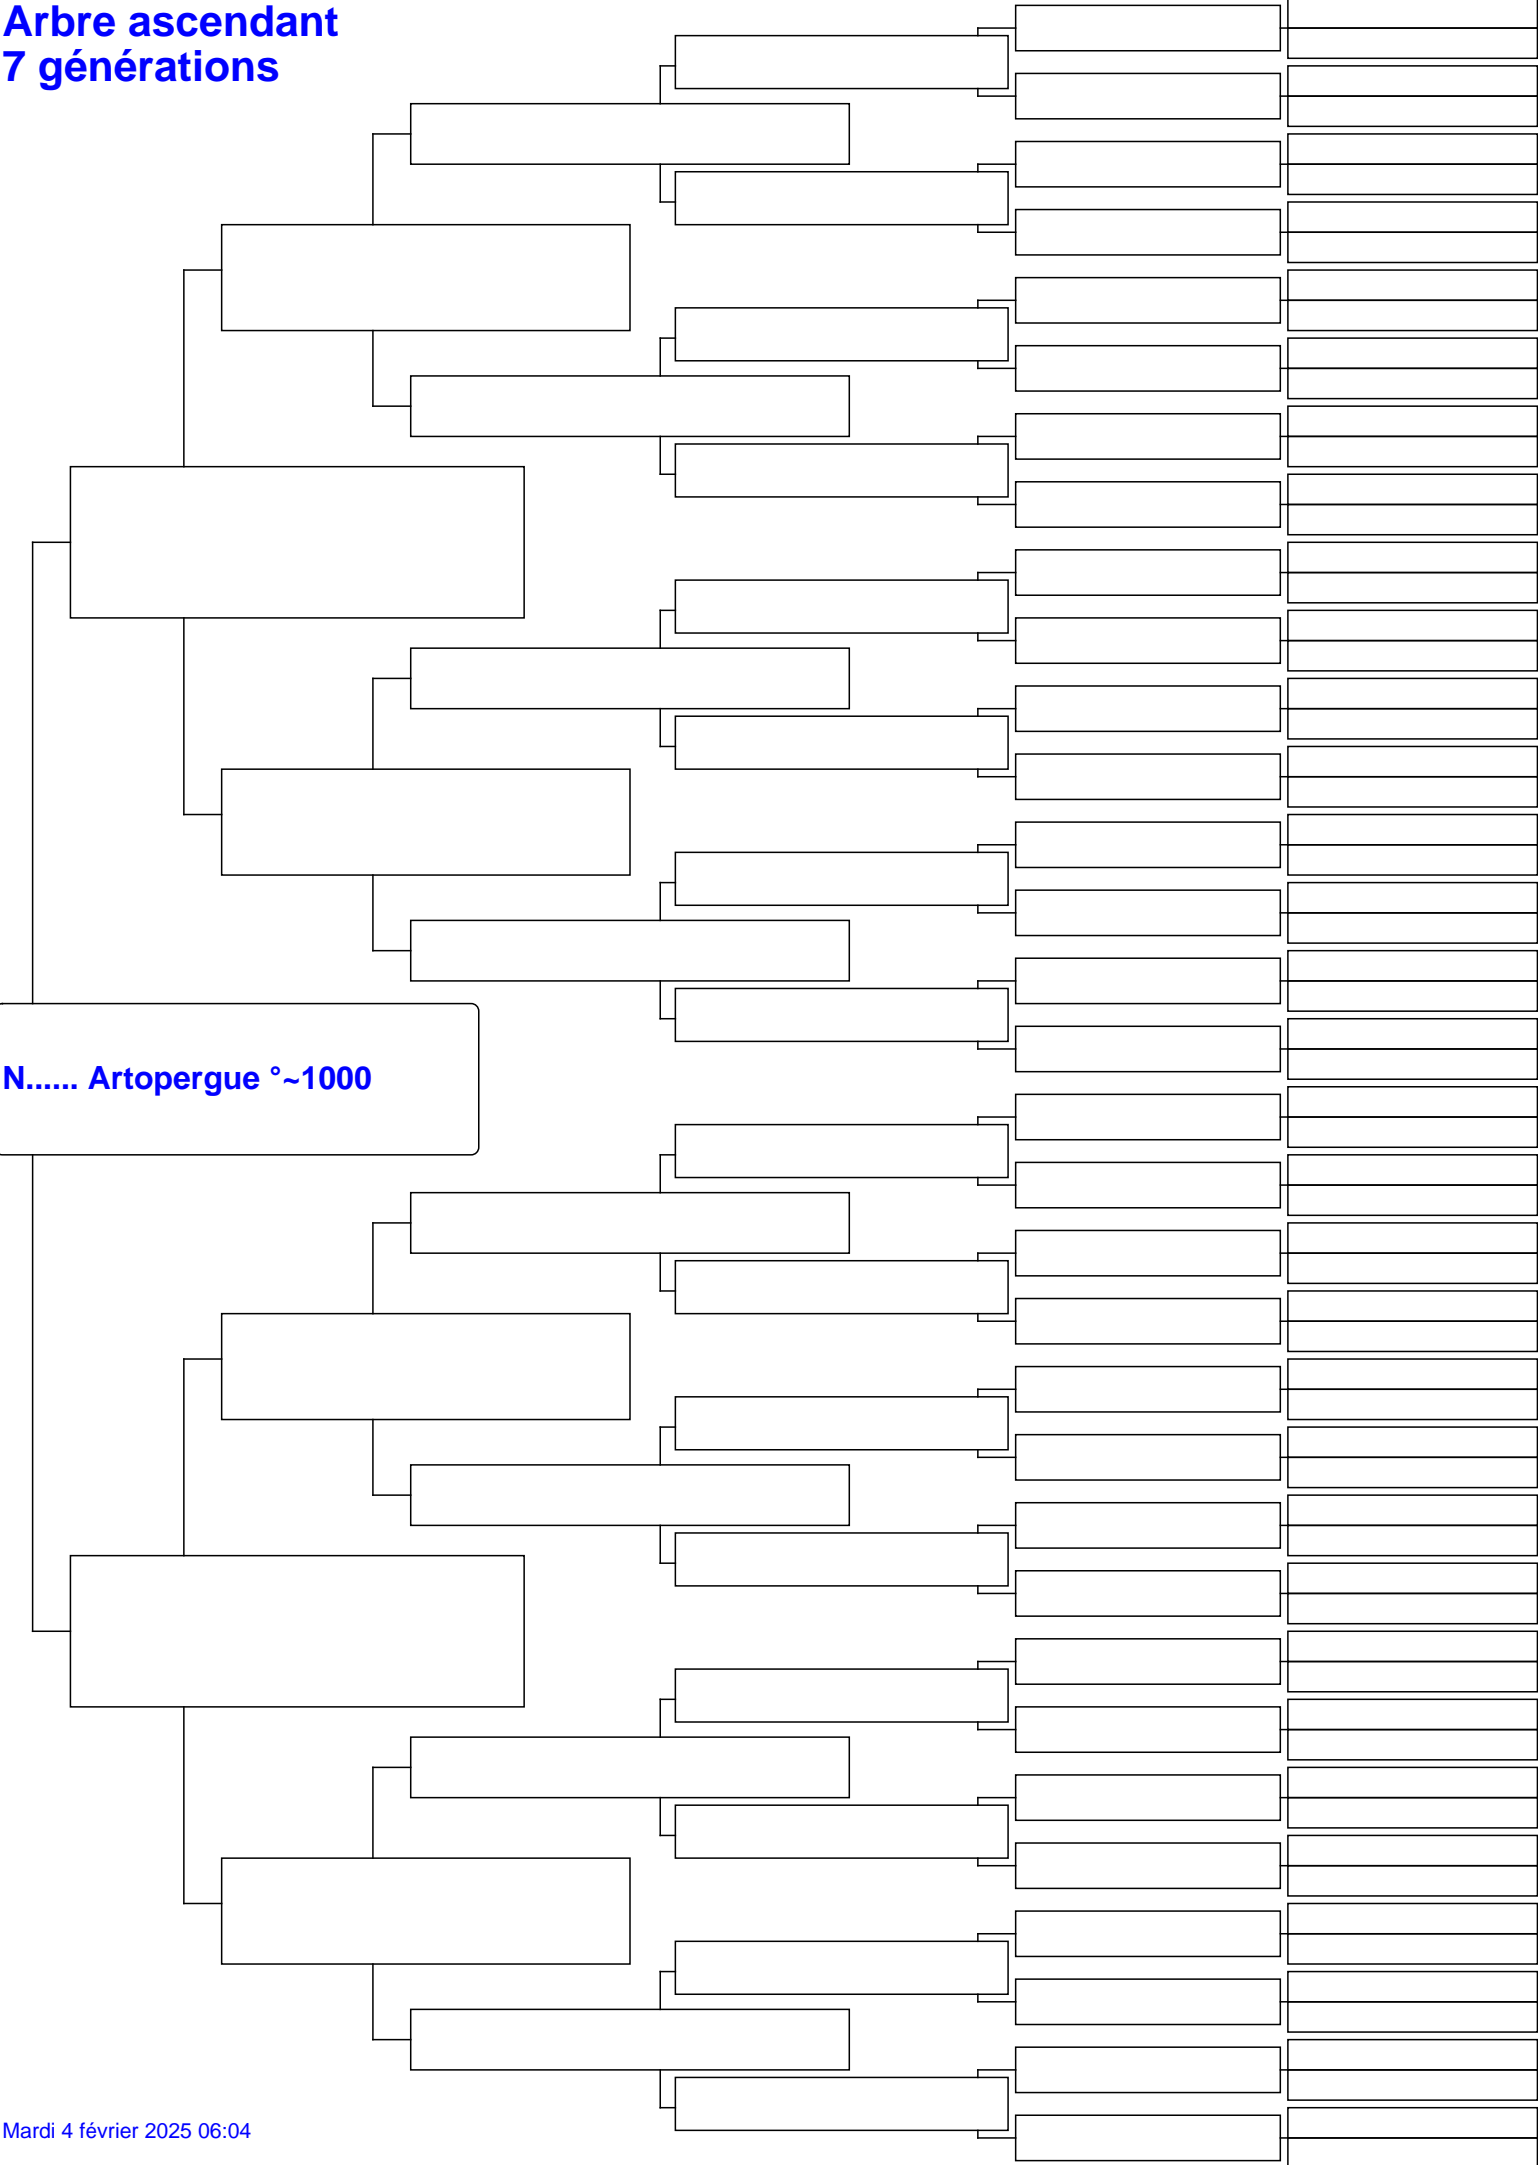 Arbre ascendant
7 générations
N...... Artopergue °~1000
Mardi 4 février 2025 06:04